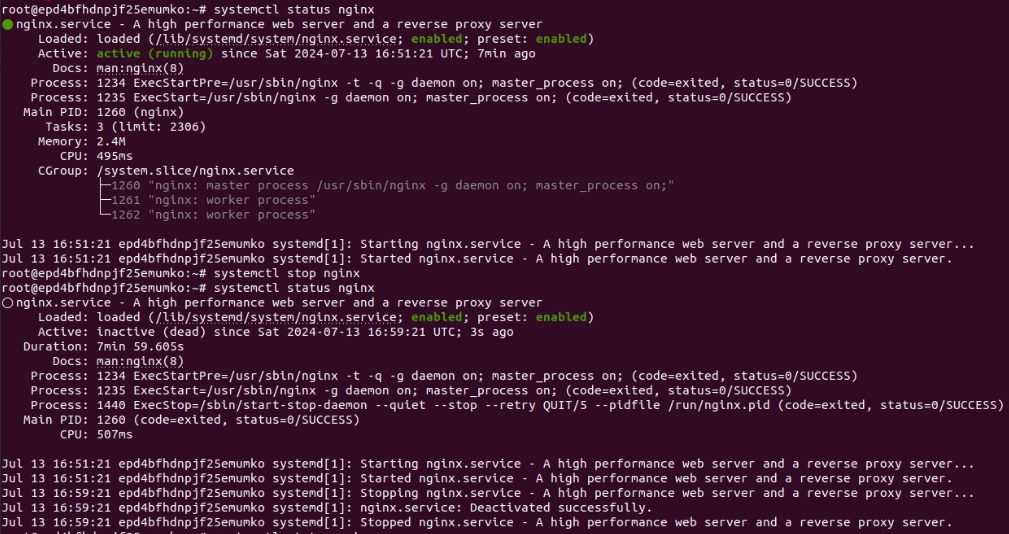 root@epd4bfhdnpjf25emumko:~# systemctl status nginx
● nginx.service - A high performance web server and a reverse proxy server
     Loaded: loaded (/lib/systemd/system/nginx.service; enabled; preset: enabled)
     Active: active (running) since Sat 2024-07-13 16:51:21 UTC; 7min ago
       Docs: man:nginx(8)
    Process: 1234 ExecStartPre=/usr/sbin/nginx -t -q -g daemon on; master_process on; (code=exited, status=0/SUCCESS)
    Process: 1235 ExecStart=/usr/sbin/nginx -g daemon on; master_process on; (code=exited, status=0/SUCCESS)
   Main PID: 1260 (nginx)
      Tasks: 3 (limit: 2306)
     Memory: 2.4M
        CPU: 495ms
     CGroup: /system.slice/nginx.service
             ├─1260 "nginx: master process /usr/sbin/nginx -g daemon on; master_process on;"
             ├─1261 "nginx: worker process"
             └─1262 "nginx: worker process"

Jul 13 16:51:21 epd4bfhdnpjf25emumko systemd[1]: Starting nginx.service - A high performance web server and a reverse proxy server...
Jul 13 16:51:21 epd4bfhdnpjf25emumko systemd[1]: Started nginx.service - A high performance web server and a reverse proxy server.
root@epd4bfhdnpjf25emumko:~# systemctl stop nginx
root@epd4bfhdnpjf25emumko:~# systemctl status nginx
○ nginx.service - A high performance web server and a reverse proxy server
     Loaded: loaded (/lib/systemd/system/nginx.service; enabled; preset: enabled)
     Active: inactive (dead) since Sat 2024-07-13 16:59:21 UTC; 3s ago
   Duration: 7min 59.605s
       Docs: man:nginx(8)
    Process: 1234 ExecStartPre=/usr/sbin/nginx -t -q -g daemon on; master_process on; (code=exited, status=0/SUCCESS)
    Process: 1235 ExecStart=/usr/sbin/nginx -g daemon on; master_process on; (code=exited, status=0/SUCCESS)
    Process: 1440 ExecStop=/sbin/start-stop-daemon --quiet --stop --retry QUIT/5 --pidfile /run/nginx.pid (code=exited, status=0/SUCCESS)
   Main PID: 1260 (code=exited, status=0/SUCCESS)
        CPU: 507ms

Jul 13 16:51:21 epd4bfhdnpjf25emumko systemd[1]: Starting nginx.service - A high performance web server and a reverse proxy server...
Jul 13 16:51:21 epd4bfhdnpjf25emumko systemd[1]: Started nginx.service - A high performance web server and a reverse proxy server.
Jul 13 16:59:21 epd4bfhdnpjf25emumko systemd[1]: Stopping nginx.service - A high performance web server and a reverse proxy server...
Jul 13 16:59:21 epd4bfhdnpjf25emumko systemd[1]: nginx.service: Deactivated successfully.
Jul 13 16:59:21 epd4bfhdnpjf25emumko systemd[1]: Stopped nginx.service - A high performance web server and a reverse proxy server.